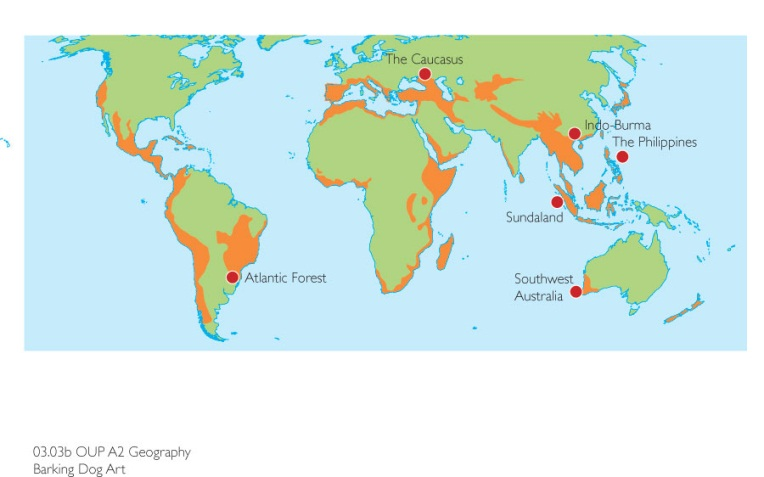 The Caucasus
Indo-Burma
The Philippines
Sundaland
Atlantic Forest
Southwest
Australia
03.03b OUP A2 Geography
Barking Dog Art